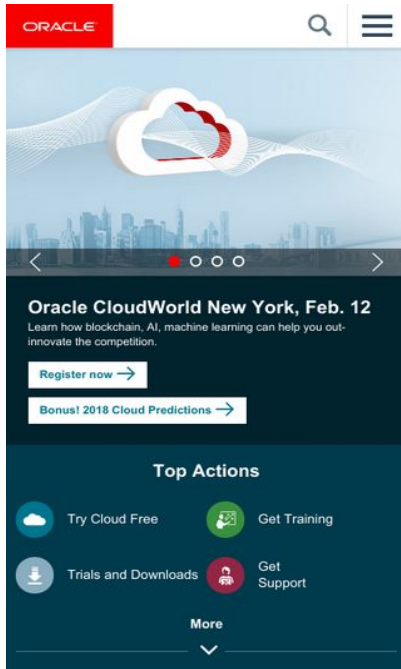 ORACLE
Oracle CloudWorld New York, Feb. 12
Learn how blockchain, AI, machine learning can help you out-
innovate the competition.
Register now
Bonus! 2018 Cloud Predictions
Top Actions
Try Cloud Free
Get Training
Trials and Downloads
Get
Support
More